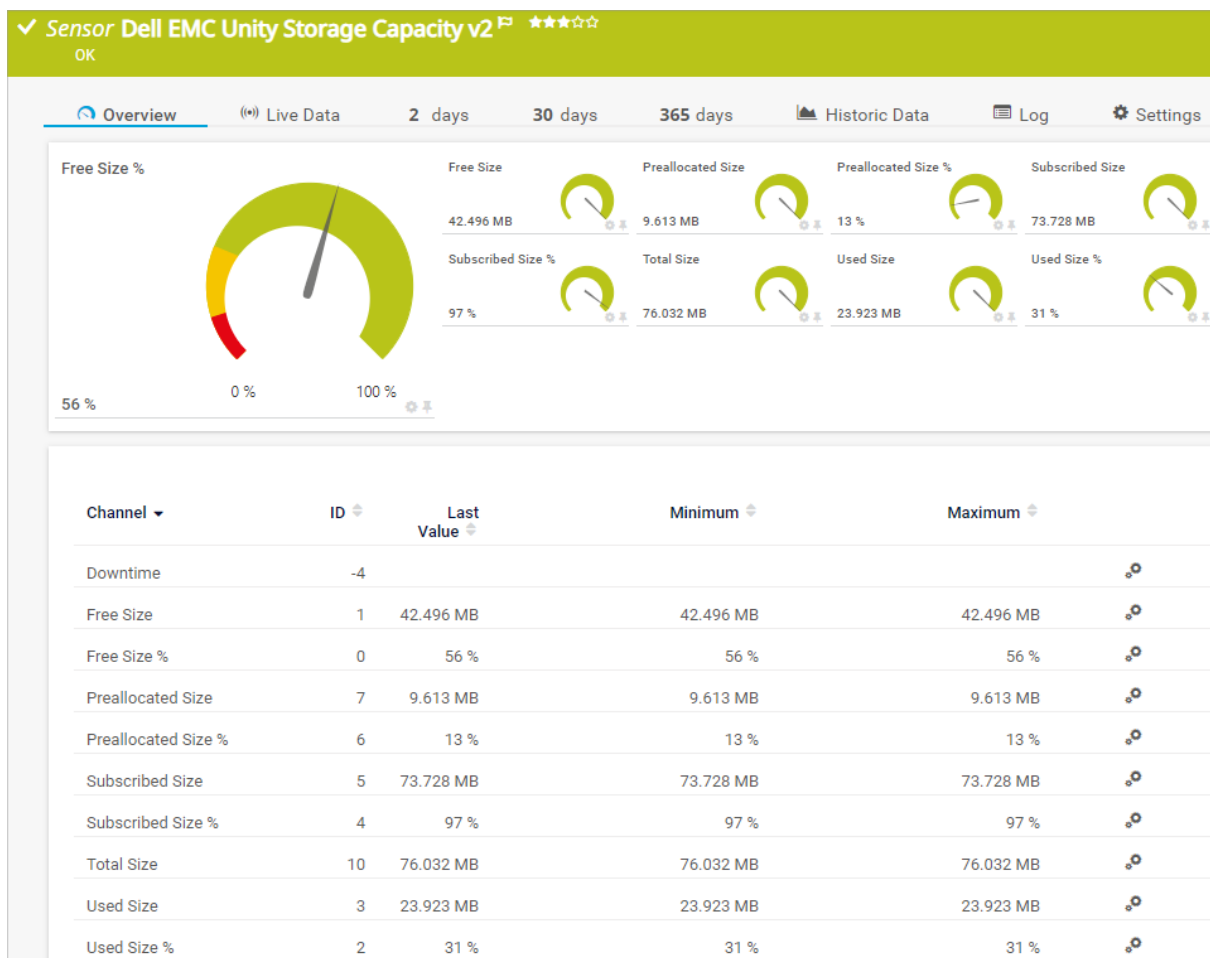 Sensor Dell EMC Unity Storage Capacity v2
OK
Overview Live Data 2 days 30 days 365 days Historic Data Log Settings
Free Size % Free Size Preallocated Size Preallocated Size % Subscribed Size
42.496 MB 9.613 MB 13 % 73.728 MB
Subscribed Size % Total Size Used Size Used Size %
97 % 76.032 MB 23.923 MB 31 %
0 % 100 %
56 %
Channel ID Last Value Minimum Maximum
Downtime -4
Free Size 1 42.496 MB 42.496 MB 42.496 MB
Free Size % 0 56 % 56 % 56 %
Preallocated Size 7 9.613 MB 9.613 MB 9.613 MB
Preallocated Size % 6 13 % 13 % 13 %
Subscribed Size 5 73.728 MB 73.728 MB 73.728 MB
Subscribed Size % 4 97 % 97 % 97 %
Total Size 10 76.032 MB 76.032 MB 76.032 MB
Used Size 3 23.923 MB 23.923 MB 23.923 MB
Used Size % 2 31 % 31 % 31 %